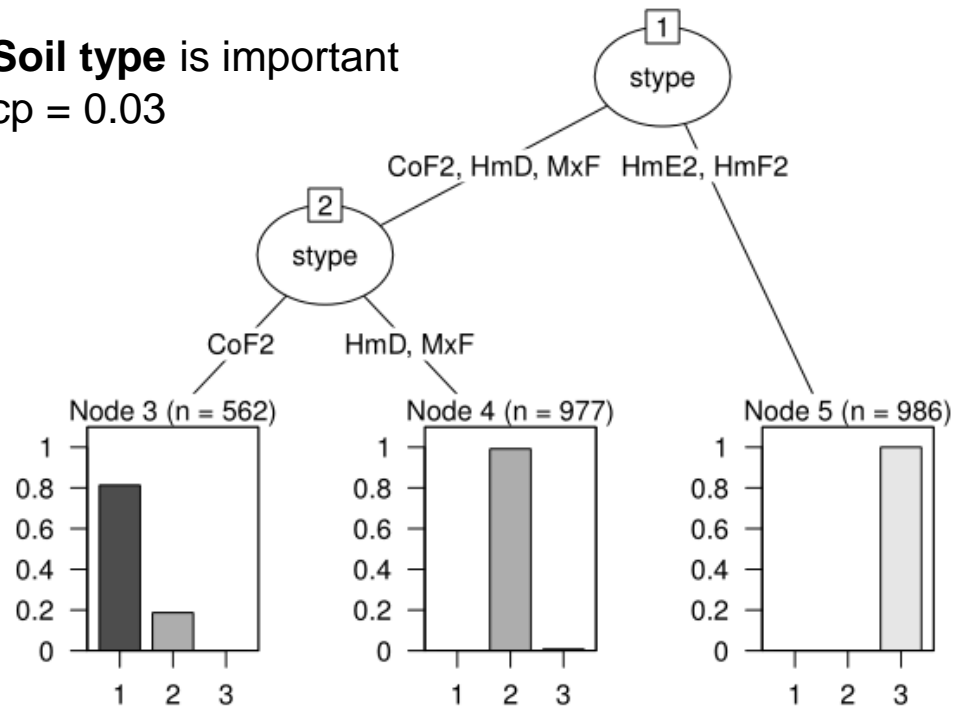 Soil type is important
cp = 0.03
1
stype
CoF2, HmD, MxF
HmE2, HmF2
2
stype
CoF2
HmD, MxF
Node 3 (n = 562)
1
0.8
0.6
0.4
0.2
0
1 2 3
Node 4 (n = 977)
1
0.8
0.6
0.4
0.2
0
1 2 3
Node 5 (n = 986)
1
0.8
0.6
0.4
0.2
0
1 2 3